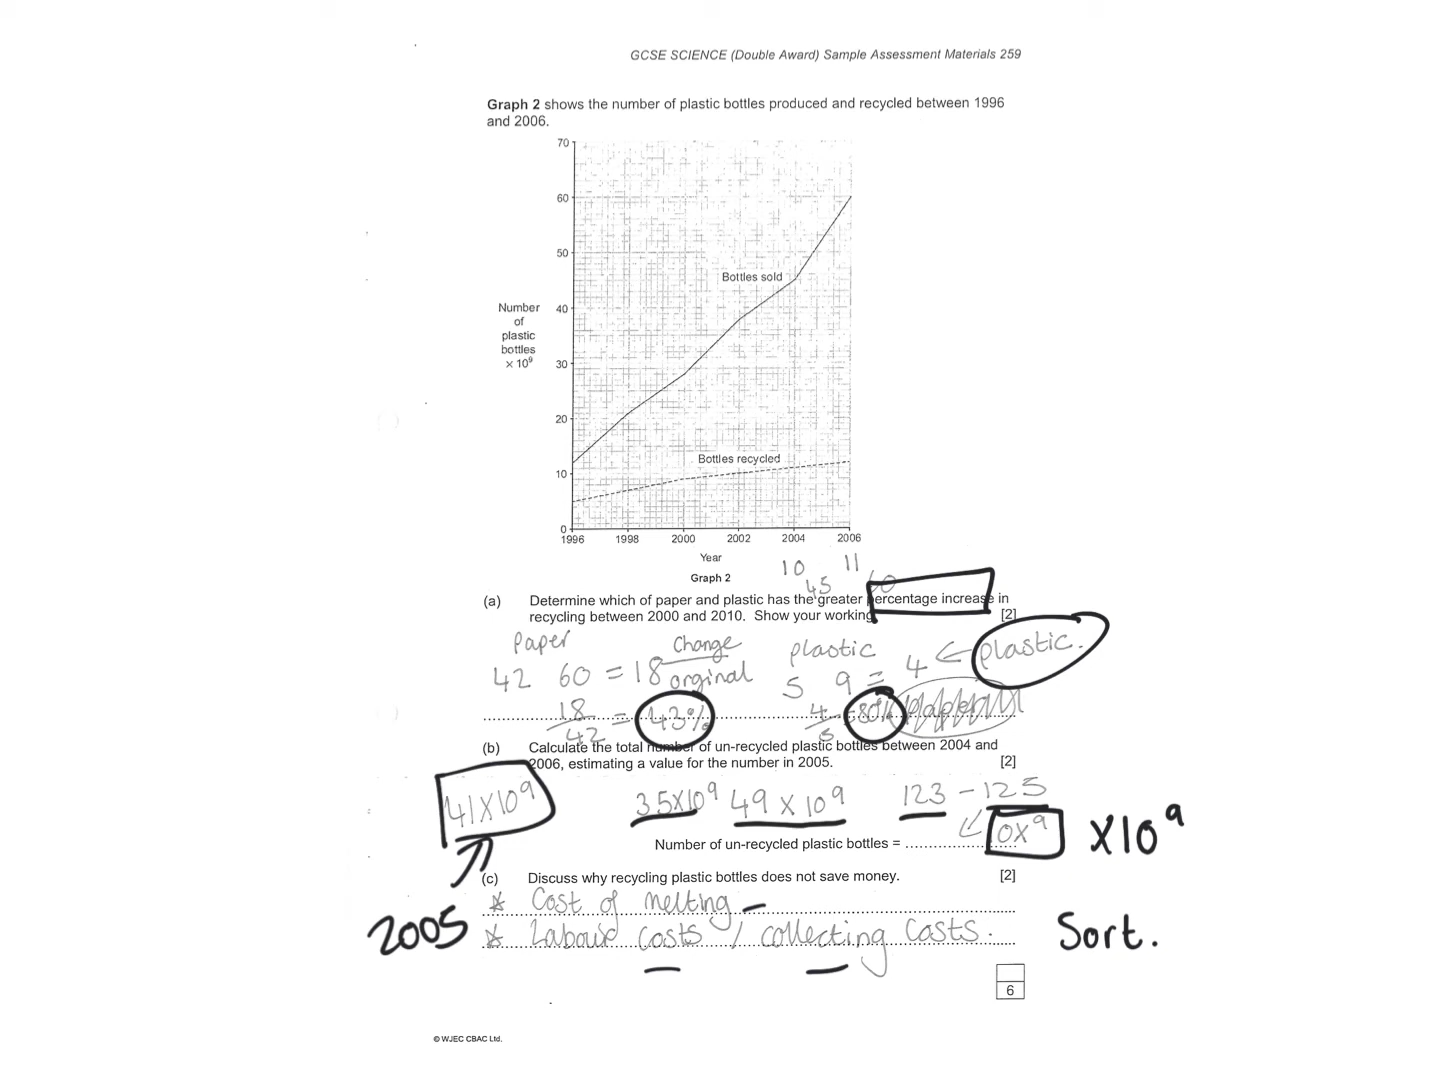 GCSE SCIENCE (Double Award) Sample Assessment Materials 259
Graph 2 shows the number of plastic bottles produced and recycled between 1996
and 2006.
70
60
50
Bottles sold
Number
of
plastic
bottles
× 10⁹
40
30
20
Bottles recycled
10
0
1996 1998 2000 2002 2004 2006
Year
Graph 2
10 11
45 60
(a) Determine which of paper and plastic has the greater percentage increase in
recycling between 2000 and 2010. Show your working [2]
Paper Change plastic 4 ← plastic.
42 60 = 18 orginal 5 9 =
18/42 = 43% 4/5 = 80%
(b) Calculate the total number of un-recycled plastic bottles between 2004 and
2006, estimating a value for the number in 2005. [2]
41×10⁹ 35×10⁹ 49 × 10⁹ 123 - 125
0x⁹ ×10⁹
Number of un-recycled plastic bottles =
(c) Discuss why recycling plastic bottles does not save money. [2]
* Cost of melting
2005 * Labour costs / collecting costs. Sort.
6
© WJEC CBAC Ltd.